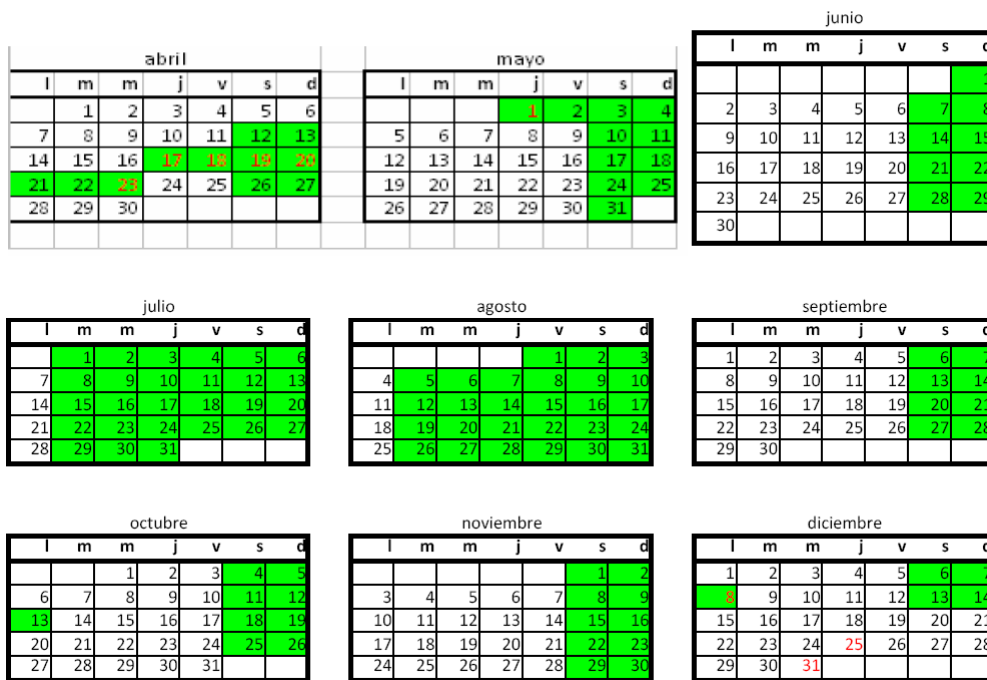 abril
l m m j v s d
1 2 3 4 5 6
7 8 9 10 11 12 13
14 15 16 17 18 19 20
21 22 23 24 25 26 27
28 29 30
mayo
l m m j v s d
1 2 3 4
5 6 7 8 9 10 11
12 13 14 15 16 17 18
19 20 21 22 23 24 25
26 27 28 29 30 31
junio
l m m j v s d
1
2 3 4 5 6 7 8
9 10 11 12 13 14 15
16 17 18 19 20 21 22
23 24 25 26 27 28 29
30
julio
l m m j v s d
1 2 3 4 5 6
7 8 9 10 11 12 13
14 15 16 17 18 19 20
21 22 23 24 25 26 27
28 29 30 31
agosto
l m m j v s d
1 2 3
4 5 6 7 8 9 10
11 12 13 14 15 16 17
18 19 20 21 22 23 24
25 26 27 28 29 30 31
septiembre
l m m j v s d
1 2 3 4 5 6 7
8 9 10 11 12 13 14
15 16 17 18 19 20 21
22 23 24 25 26 27 28
29 30
octubre
l m m j v s d
1 2 3 4 5
6 7 8 9 10 11 12
13 14 15 16 17 18 19
20 21 22 23 24 25 26
27 28 29 30 31
noviembre
l m m j v s d
1 2
3 4 5 6 7 8 9
10 11 12 13 14 15 16
17 18 19 20 21 22 23
24 25 26 27 28 29 30
diciembre
l m m j v s d
1 2 3 4 5 6 7
8 9 10 11 12 13 14
15 16 17 18 19 20 21
22 23 24 25 26 27 28
29 30 31